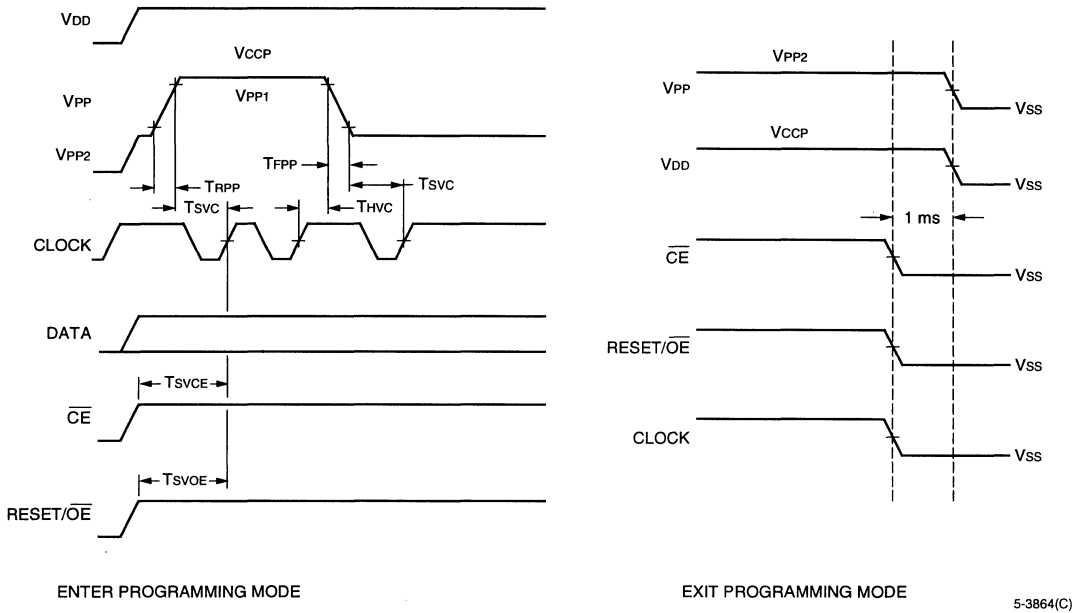 VDD
VCCP
VPP
VPP1
VPP2
TFPP
TSVC
TRPP
TSVC
THVC
CLOCK
DATA
TSVCE
CE
TSVOE
RESET/OE
ENTER PROGRAMMING MODE
VPP2
VPP
VSS
VCCP
VDD
VSS
1 ms
CE
VSS
RESET/OE
VSS
CLOCK
VSS
EXIT PROGRAMMING MODE
5-3864(C)